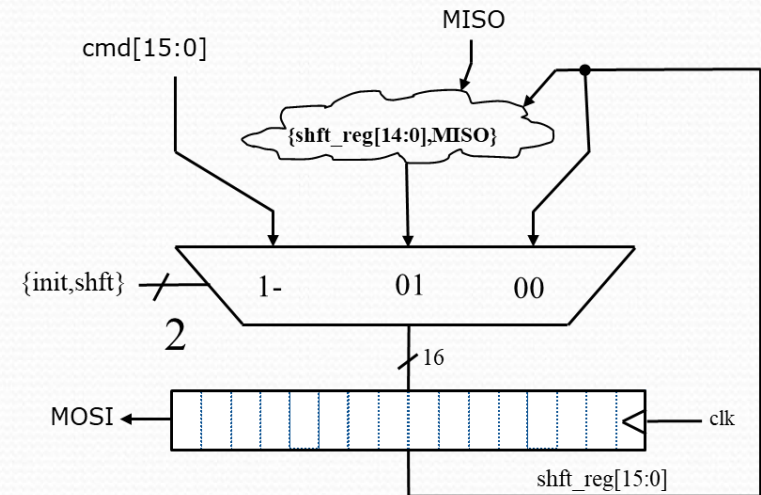 MISO
cmd[15:0]
{shft_reg[14:0],MISO}
{init,shft}
2
1-
01
00
16
MOSI
clk
shft_reg[15:0]